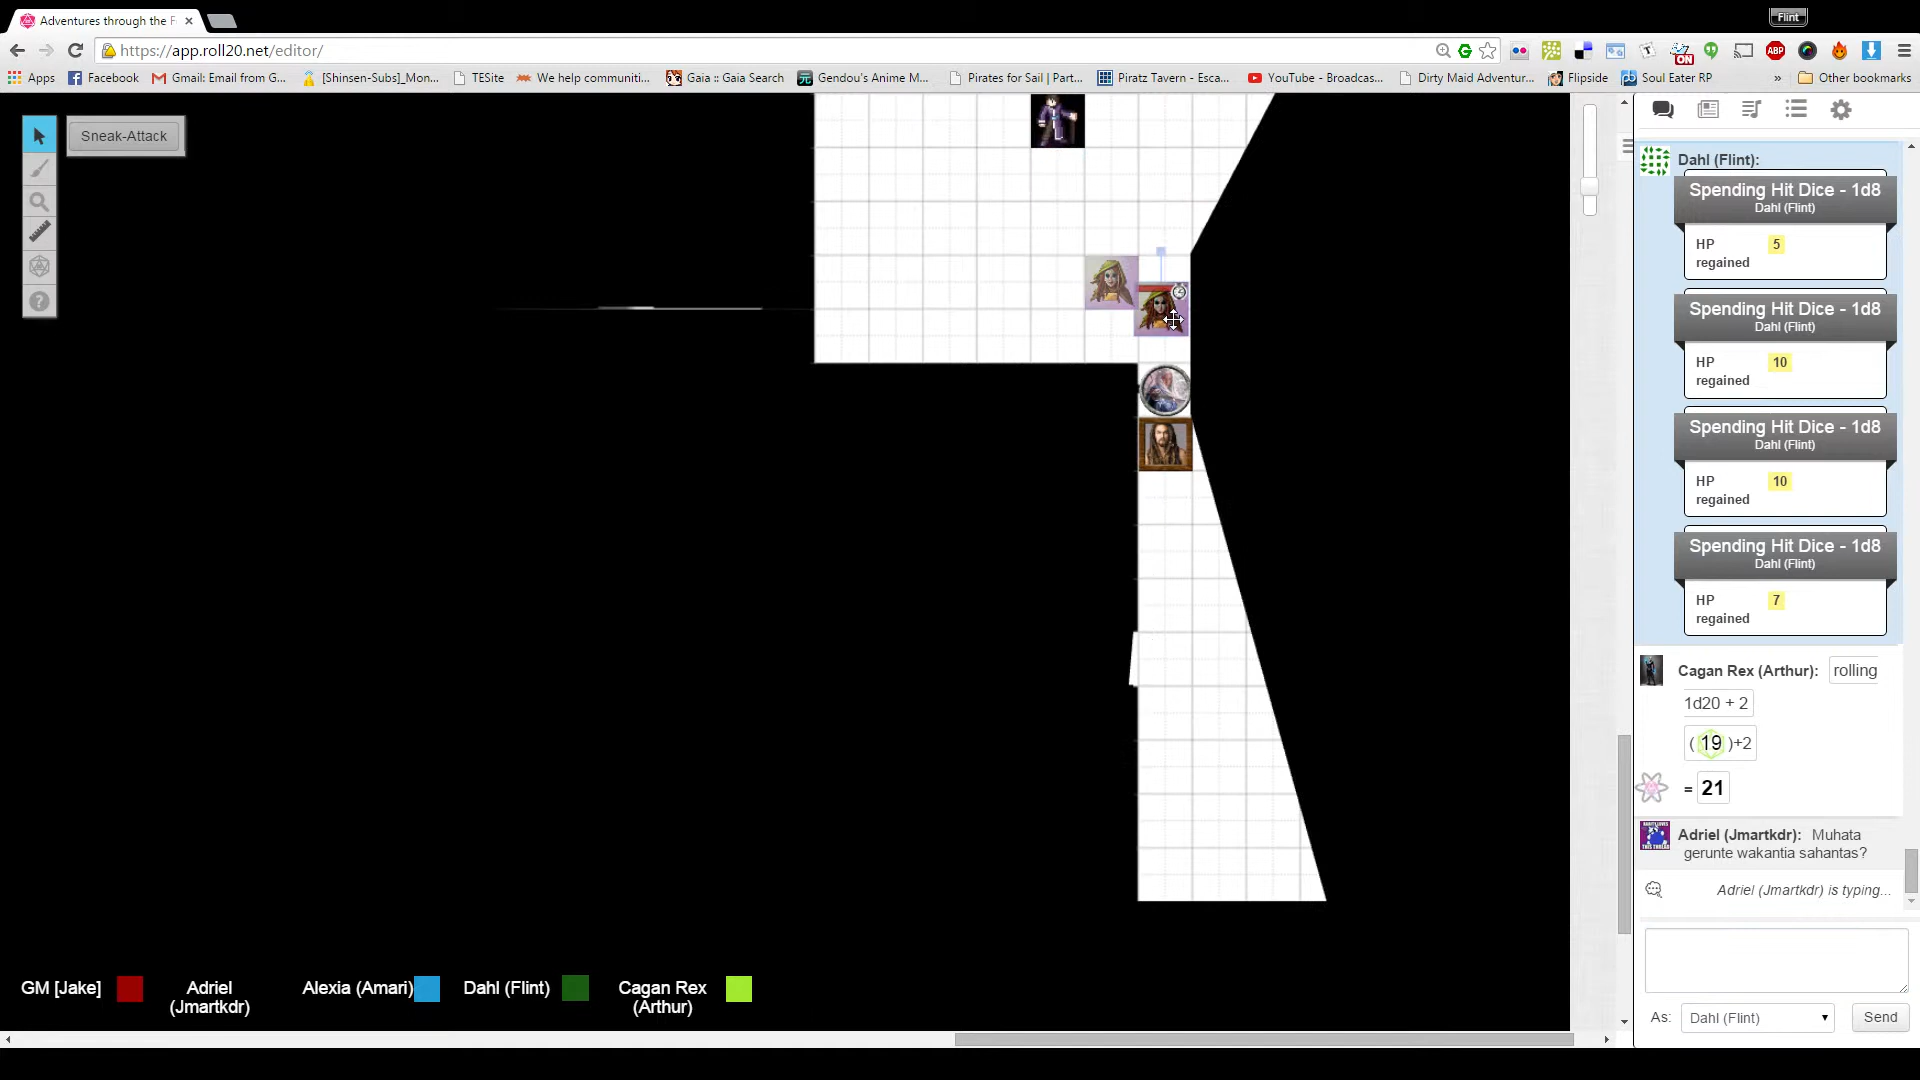 Flint
Adventures through the F
https://app.roll20.net/editor/
ABP
ON
Apps
Facebook
Gmail: Email from G...
[Shinsen-Subs]_Mon...
TESite
We help communiti...
Gaia :: Gaia Search
Gendou's Anime M...
Pirates for Sail | Part...
Piratz Tavern - Esca...
YouTube - Broadcas...
Dirty Maid Adventur...
Flipside
Soul Eater RP
»
Other bookmarks
Sneak-Attack
Dahl (Flint):
Spending Hit Dice - 1d8
Dahl (Flint)
HP 5
regained
Spending Hit Dice - 1d8
Dahl (Flint)
HP 10
regained
Spending Hit Dice - 1d8
Dahl (Flint)
HP 10
regained
Spending Hit Dice - 1d8
Dahl (Flint)
HP 7
regained
Cagan Rex (Arthur): rolling
1d20 + 2
(19)+2
= 21
Adriel (Jmartkdr): Muhata
gerunte wakantia sahantas?
Adriel (Jmartkdr) is typing...
GM [Jake]
Adriel
(Jmartkdr)
Alexia (Amari)
Dahl (Flint)
Cagan Rex
(Arthur)
As: Dahl (Flint) Send